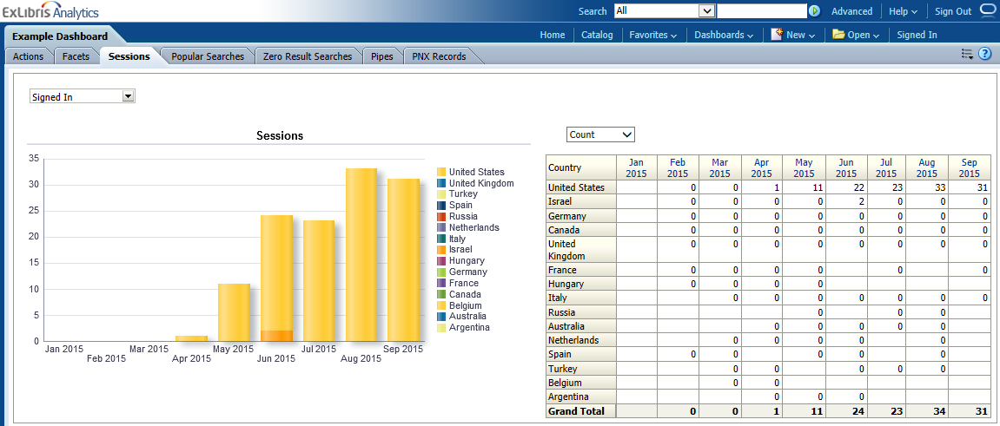 ExLibris Analytics
Search All Advanced Help Sign Out
Example Dashboard
Home Catalog Favorites Dashboards New Open Signed In
Actions Facets Sessions Popular Searches Zero Result Searches Pipes PNX Records
Signed In
Sessions
35
30
25
20
15
10
5
0
Jan 2015 Mar 2015 May 2015 Jul 2015 Sep 2015
Feb 2015 Apr 2015 Jun 2015 Aug 2015
United States
United Kingdom
Turkey
Spain
Russia
Netherlands
Italy
Israel
Hungary
Germany
France
Canada
Belgium
Australia
Argentina
Count
Country Jan 2015 Feb 2015 Mar 2015 Apr 2015 May 2015 Jun 2015 Jul 2015 Aug 2015 Sep 2015
United States 0 0 1 11 22 23 33 31
Israel 0 0 0 0 2 0 0 0
Germany 0 0 0 0 0 0 0 0
Canada 0 0 0 0 0 0 0 0
United Kingdom 0 0 0 0 0 0 0 0
France 0 0 0 0 0 0
Hungary 0 0 0 0
Italy 0 0 0 0 0 0 0
Russia 0 0 0
Australia 0 0 0 0 0
Netherlands 0 0 0 0 0
Spain 0 0 0 0 0
Turkey 0 0 0 0 0
Belgium 0 0
Argentina 0 0 0
Grand Total 0 0 1 11 24 23 34 31